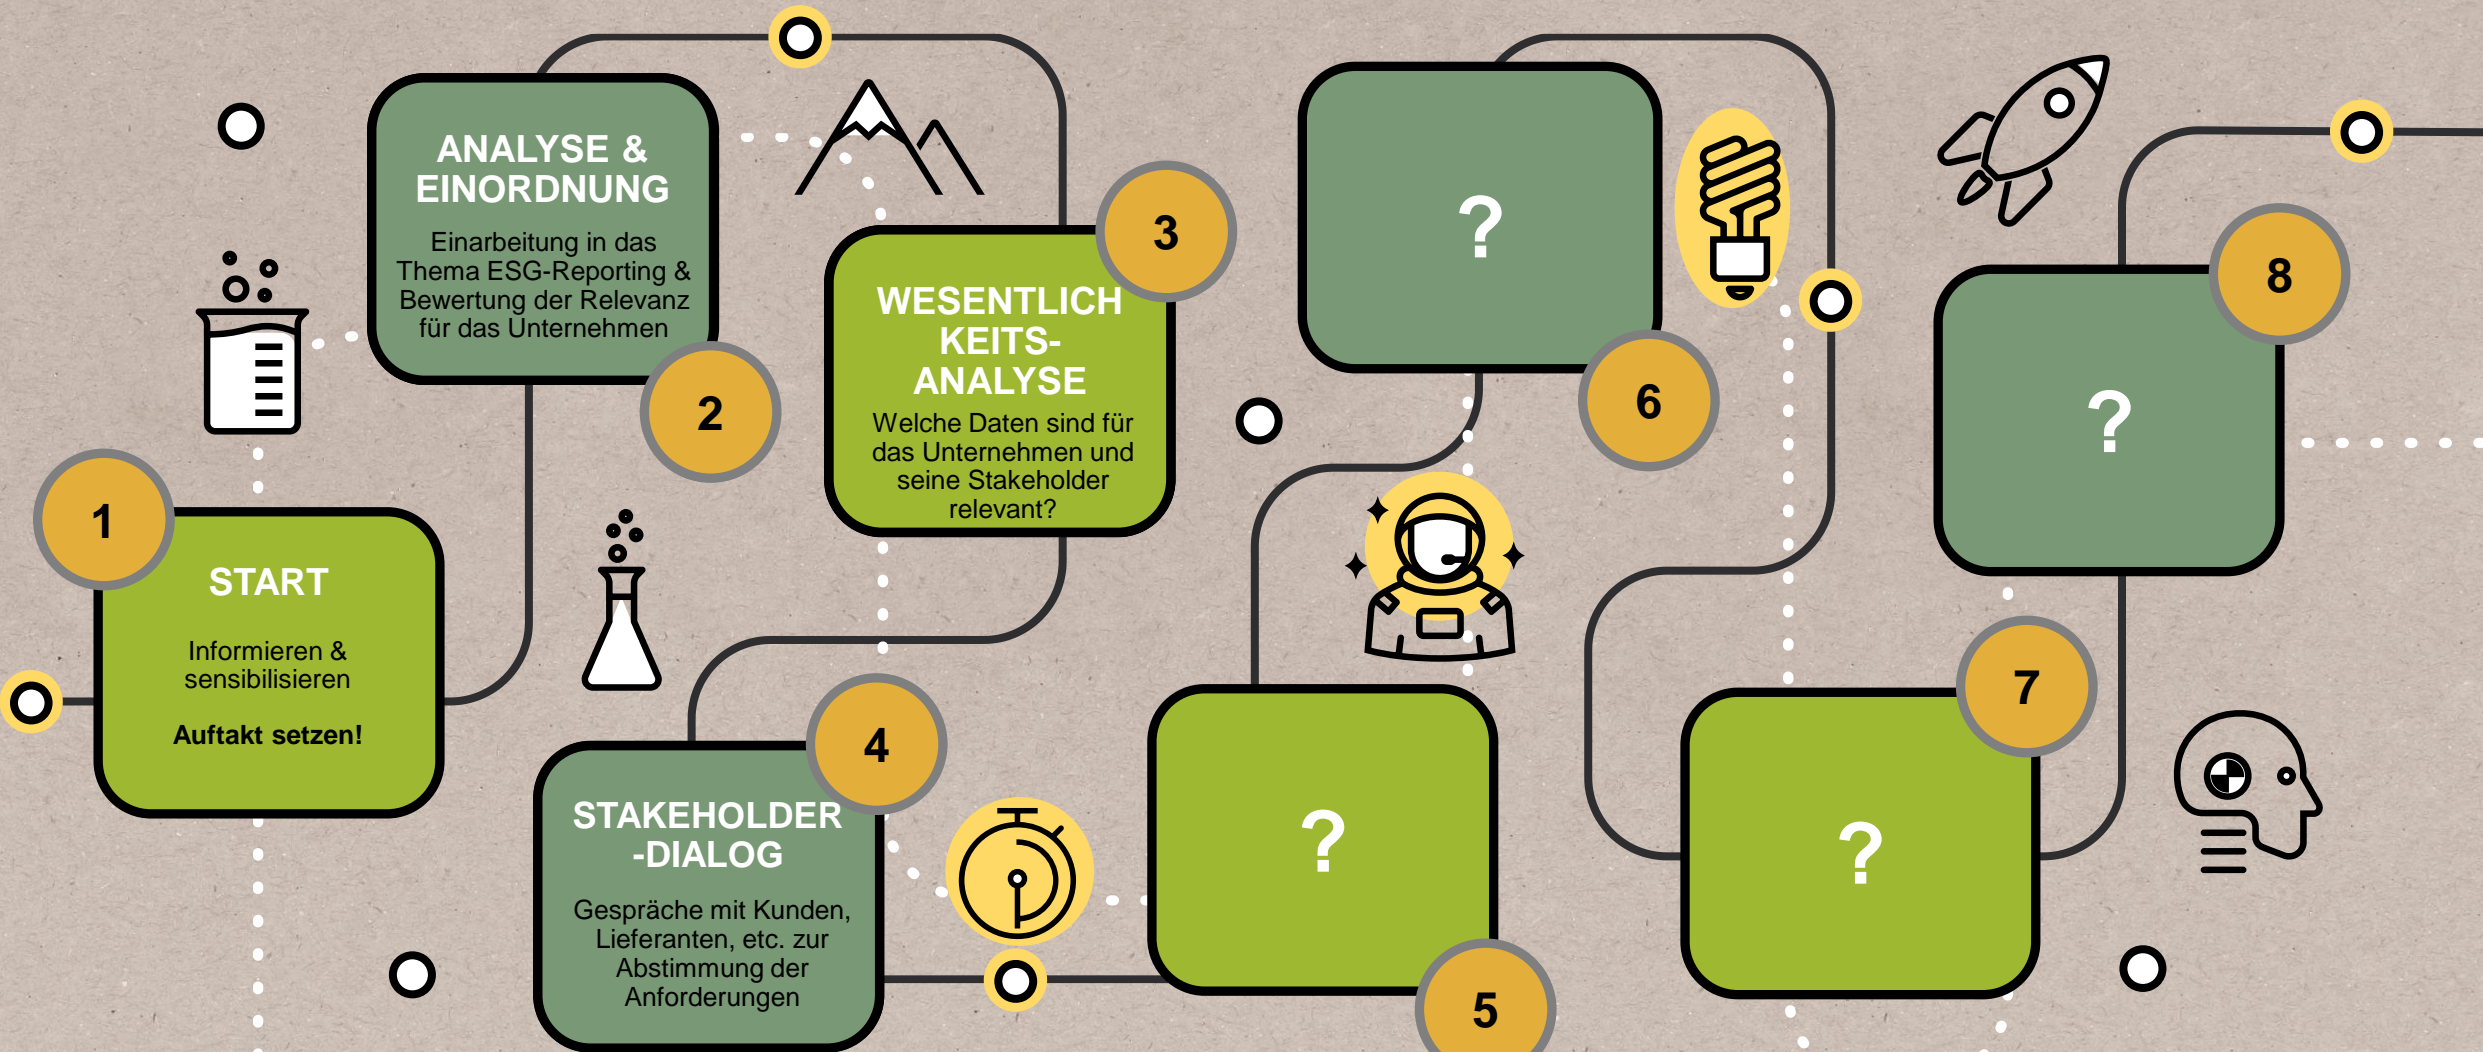 1
START
Informieren &
sensibilisieren
Auftakt setzen!
ANALYSE &
EINORDNUNG
Einarbeitung in das
Thema ESG-Reporting &
Bewertung der Relevanz
für das Unternehmen
2
3
WESENTLICH
KEITS-
ANALYSE
Welche Daten sind für
das Unternehmen und
seine Stakeholder
relevant?
4
STAKEHOLDER
-DIALOG
Gespräche mit Kunden,
Lieferanten, etc. zur
Abstimmung der
Anforderungen
?
5
?
6
7
?
8
?